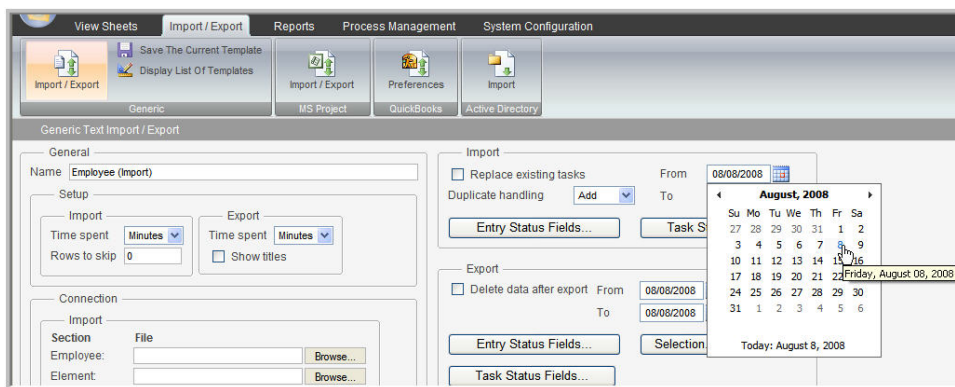 View Sheets Import / Export Reports Process Management System Configuration
Save The Current Template
Display List Of Templates
Import / Export Import / Export Preferences Import
Generic MS Project QuickBooks Active Directory
Generic Text Import / Export
General Import
Name Employee (Import) Replace existing tasks From 08/08/2008
Setup Duplicate handling Add To August, 2008
Import Export Su Mo Tu We Th Fr Sa
Time spent Minutes Time spent Minutes Entry Status Fields... Task S 27 28 29 30 31 1 2
Rows to skip 0 Show titles 3 4 5 6 7 8 9
Export 10 11 12 13 14 15 16
Friday, August 08, 2008
17 18 19 20 21 22
Connection Delete data after export From 08/08/2008 24 25 26 27 28 29 30
Import To 08/08/2008 31 1 2 3 4 5 6
Section File
Employee: Browse... Entry Status Fields... Selection Today: August 8, 2008
Element: Browse... Task Status Fields...